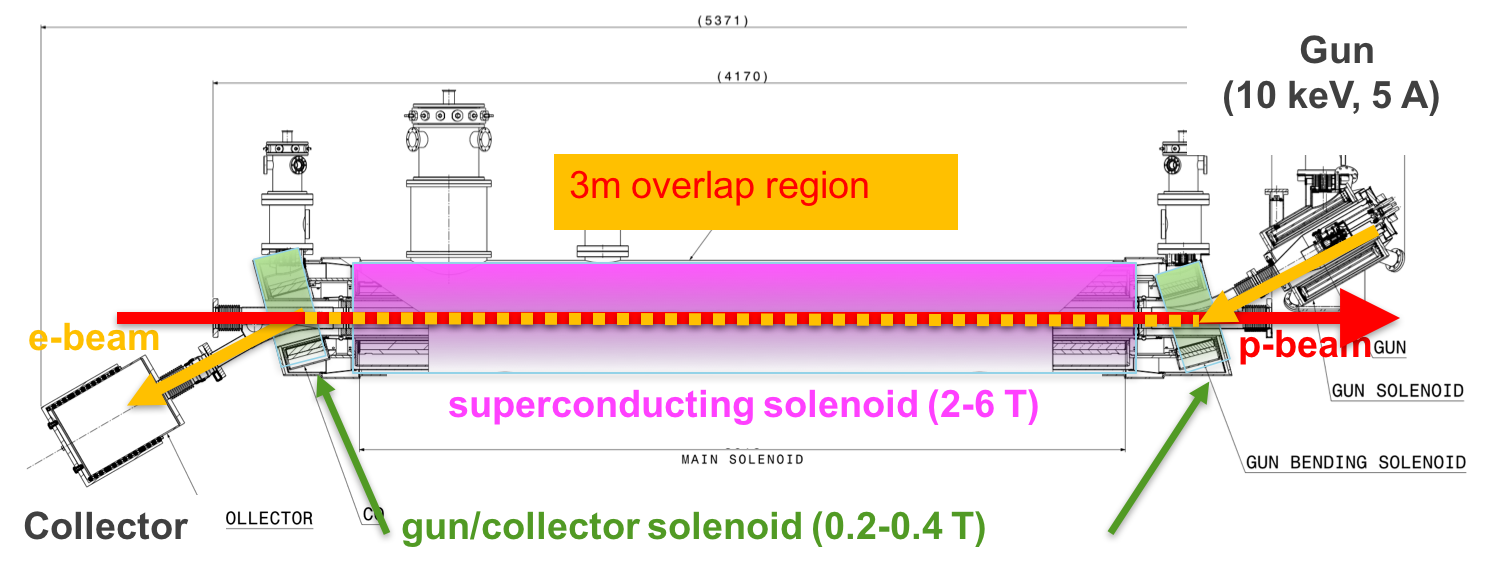 (5371)
Gun
(10 keV, 5 A)
(4170)
3m overlap region
e-beam
p-beam
GUN
GUN SOLENOID
superconducting solenoid (2-6 T)
MAIN SOLENOID
GUN BENDING SOLENOID
Collector
OLLECTOR
CO
gun/collector solenoid (0.2-0.4 T)